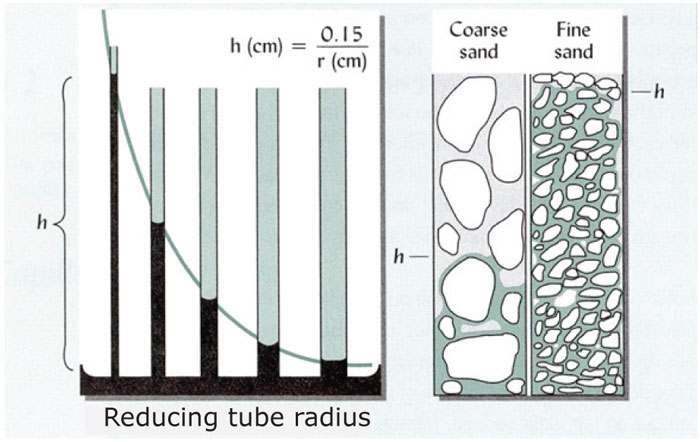 h (cm) = 0.15 / r (cm)
h
Reducing tube radius
Coarse sand
Fine sand
h
h